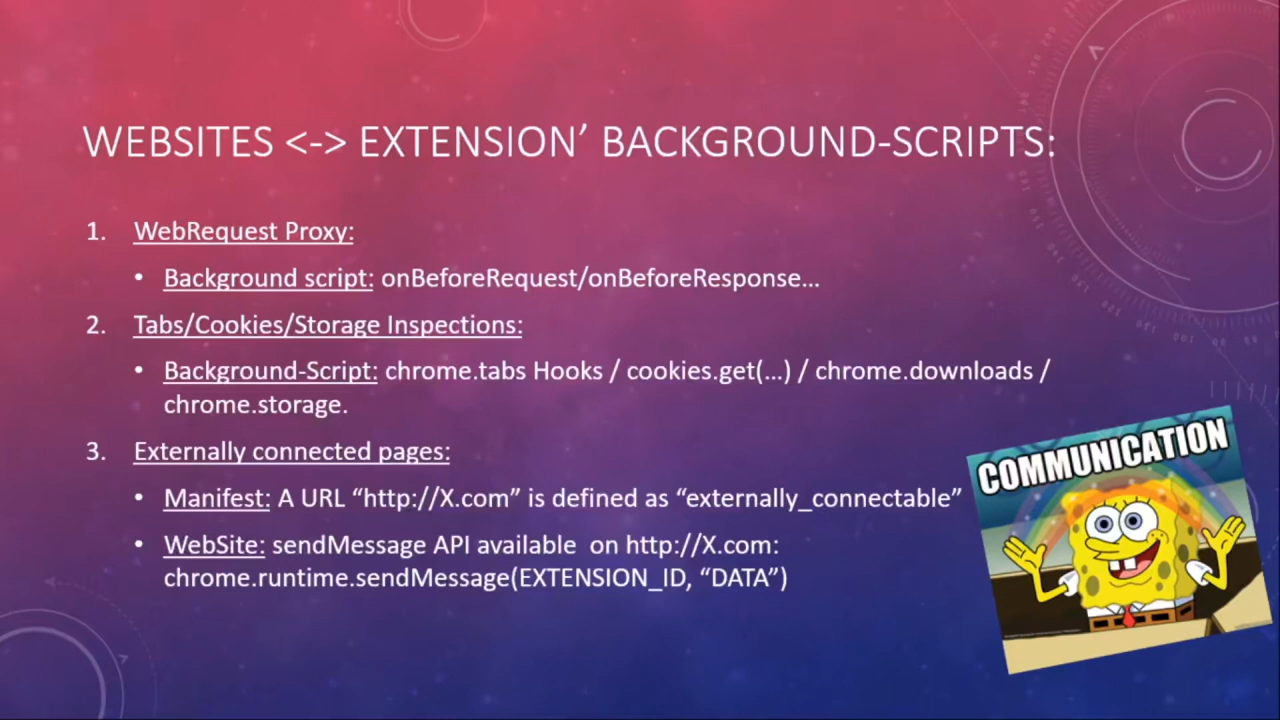 WEBSITES <-> EXTENSION’ BACKGROUND-SCRIPTS:
1. WebRequest Proxy:
• Background script: onBeforeRequest/onBeforeResponse…
2. Tabs/Cookies/Storage Inspections:
• Background-Script: chrome.tabs Hooks / cookies.get(…) / chrome.downloads /
chrome.storage.
3. Externally connected pages:
• Manifest: A URL “http://X.com” is defined as “externally_connectable”
• WebSite: sendMessage API available on http://X.com:
chrome.runtime.sendMessage(EXTENSION_ID, “DATA”)
COMMUNICATION